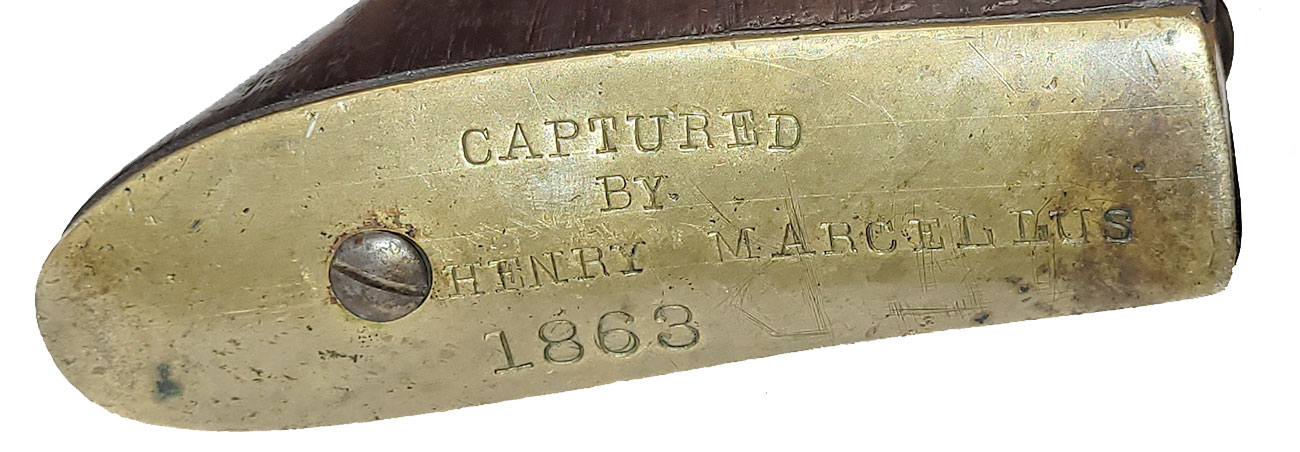 CAPTURED
BY
HENRY MARCELLUS
1863